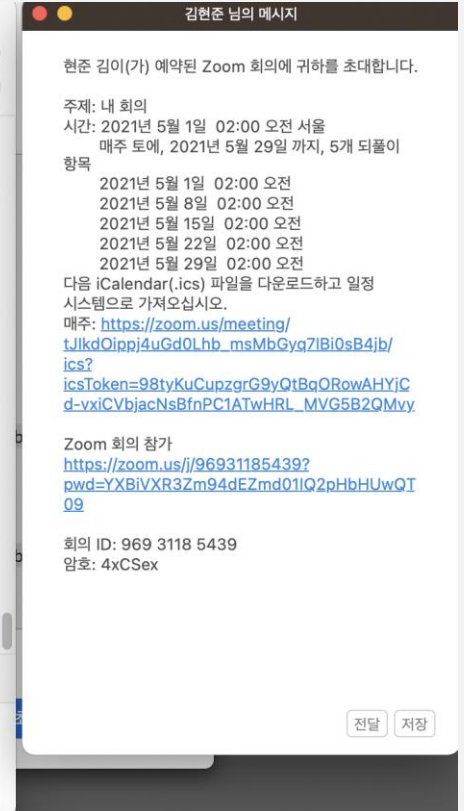 김현준 님의 메시지
현준 김이(가) 예약된 Zoom 회의에 귀하를 초대합니다.
주제: 내 회의
시간: 2021년 5월 1일 02:00 오전 서울
매주 토에, 2021년 5월 29일 까지, 5개 되풀이
항목
2021년 5월 1일 02:00 오전
2021년 5월 8일 02:00 오전
2021년 5월 15일 02:00 오전
2021년 5월 22일 02:00 오전
2021년 5월 29일 02:00 오전
다음 iCalendar(.ics) 파일을 다운로드하고 일정
시스템으로 가져오십시오.
매주: https://zoom.us/meeting/
tJIkdOippj4uGd0Lhb_msMbGyq7lBi0sB4jb/
ics?
icsToken=98tyKuCupzgrG9yQtBqORowAHYjC
d-vxiCVbjacNsBfnPC1ATwHRL_MVG5B2QMvy
Zoom 회의 참가
https://zoom.us/j/96931185439?
pwd=YXBiVXR3Zm94dEZmd01IQ2pHbHUwQT
09
회의 ID: 969 3118 5439
암호: 4xCSex
전달 저장